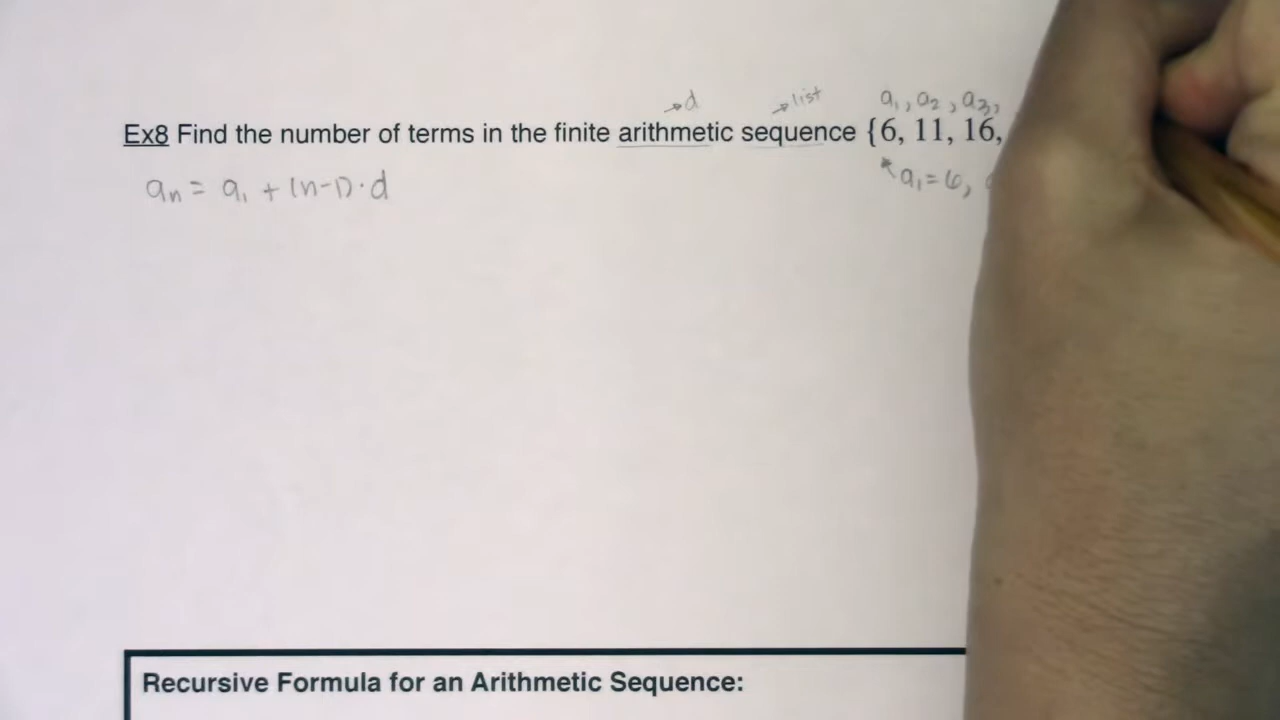 →d →list a₁, a₂, a₃,
Ex8 Find the number of terms in the finite arithmetic sequence {6, 11, 16,
aₙ = a₁ + (n-1)·d
a₁=6,
Recursive Formula for an Arithmetic Sequence: